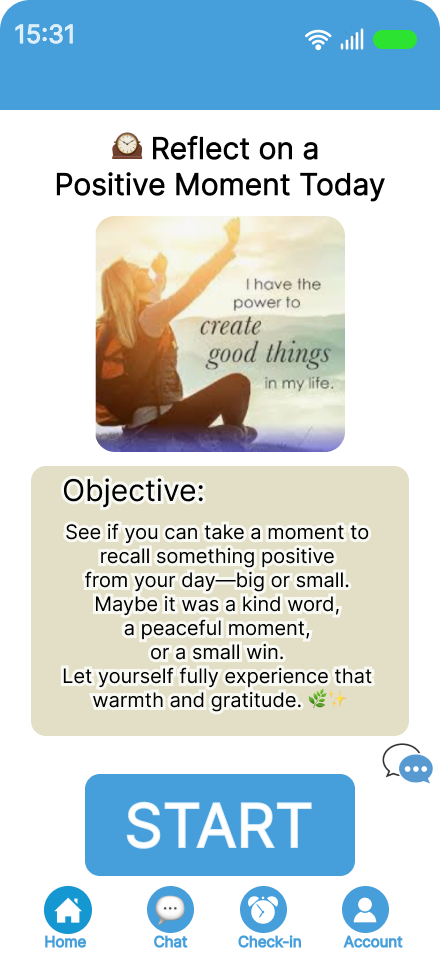 15:31
🕰️ Reflect on a
Positive Moment Today
I have the
power to
create
good things
in my life.
Objective:
See if you can take a moment to
recall something positive
from your day—big or small.
Maybe it was a kind word,
a peaceful moment,
or a small win.
Let yourself fully experience that
warmth and gratitude. 🌿✨
START
Home
Chat
Check-in
Account